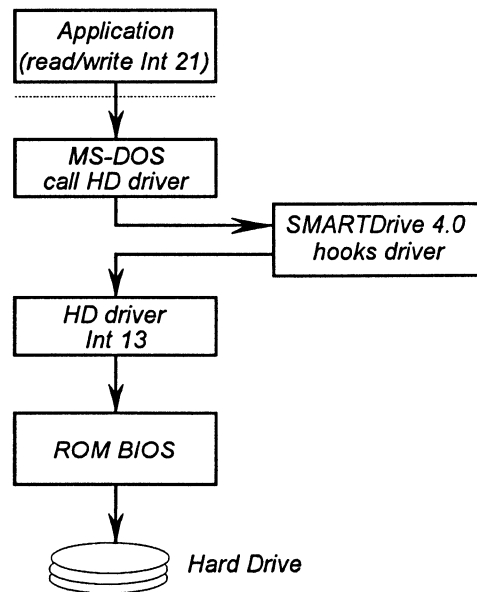 Application
(read/write Int 21)
MS-DOS
call HD driver
SMARTDrive 4.0
hooks driver
HD driver
Int 13
ROM BIOS
Hard Drive